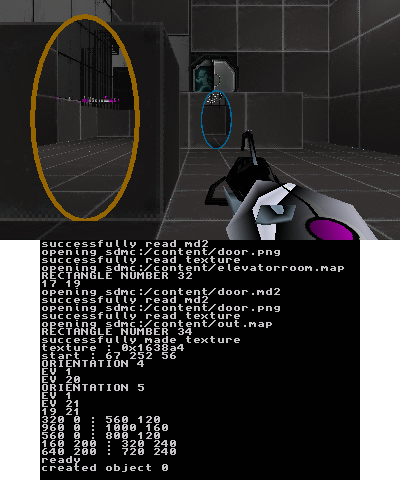 successfully read md2
opening sdmc:/content/door.png
successfully read texture
opening sdmc:/content/elevatorroom.map
RECTANGLE NUMBER 32
17 19
opening sdmc:/content/door.md2
successfully read md2
opening sdmc:/content/door.png
successfully read texture
opening sdmc:/content/out.map
RECTANGLE NUMBER 34
successfully made texture
texture : 0x1638a4
start : 67 252 56
ORIENTATION 4
EV 1
EV 20
ORIENTATION 5
EV 1
EV 21
19 21
320 0 : 560 120
960 0 : 1000 160
560 0 : 800 120
160 200 : 320 240
640 200 : 720 240
ready
created object 0